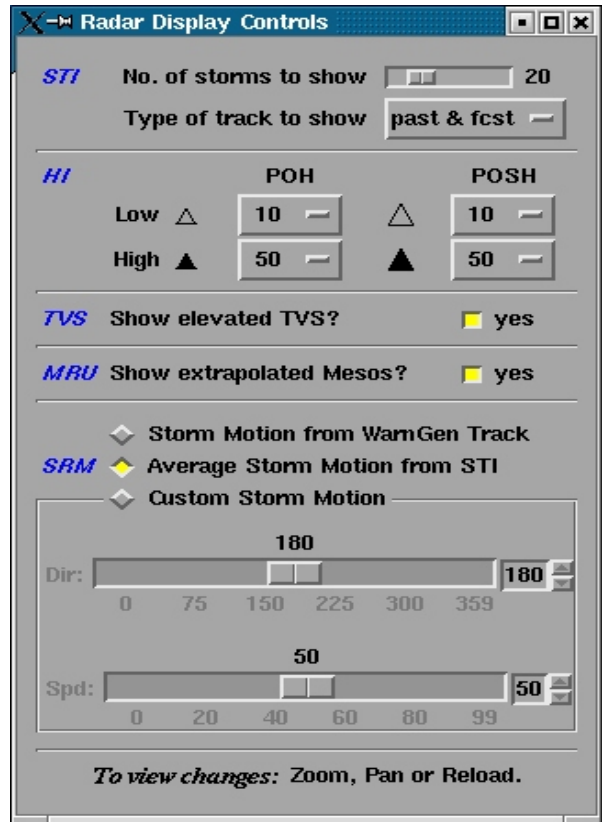 Radar Display Controls
STI No. of storms to show 20
Type of track to show past & fcst
HI POH POSH
Low 10 10
High 50 50
TVS Show elevated TVS? yes
MRU Show extrapolated Mesos? yes
Storm Motion from WarnGen Track
SRM Average Storm Motion from STI
Custom Storm Motion
180
Dir: 180
0 75 150 225 300 359
50
Spd: 50
0 20 40 60 80 99
To view changes: Zoom, Pan or Reload.